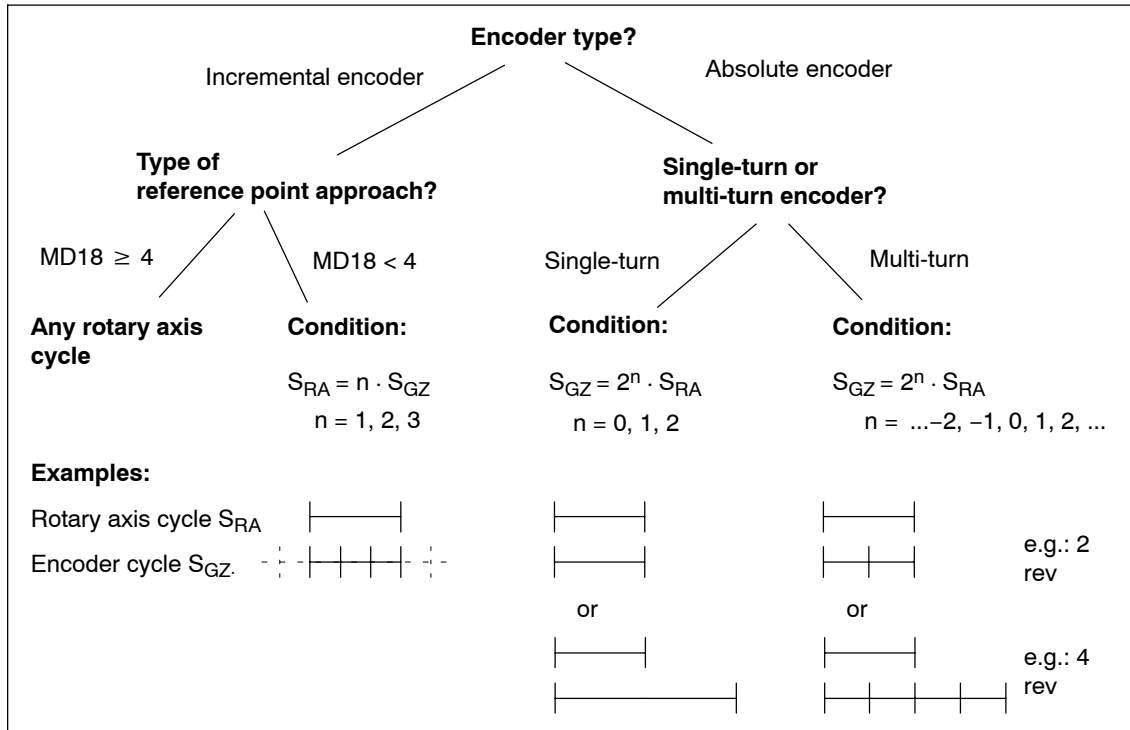 Encoder type?
Incremental encoder
Absolute encoder
Type of
reference point approach?
Single-turn or
multi-turn encoder?
MD18 ≥ 4
MD18 < 4
Single-turn
Multi-turn
Any rotary axis
cycle
Condition:
S_RA = n · S_GZ
n = 1, 2, 3
Condition:
S_GZ = 2^n · S_RA
n = 0, 1, 2
Condition:
S_GZ = 2^n · S_RA
n = ...−2, −1, 0, 1, 2, ...
Examples:
Rotary axis cycle S_RA
Encoder cycle S_GZ.
e.g.: 2
rev
or
or
e.g.: 4
rev